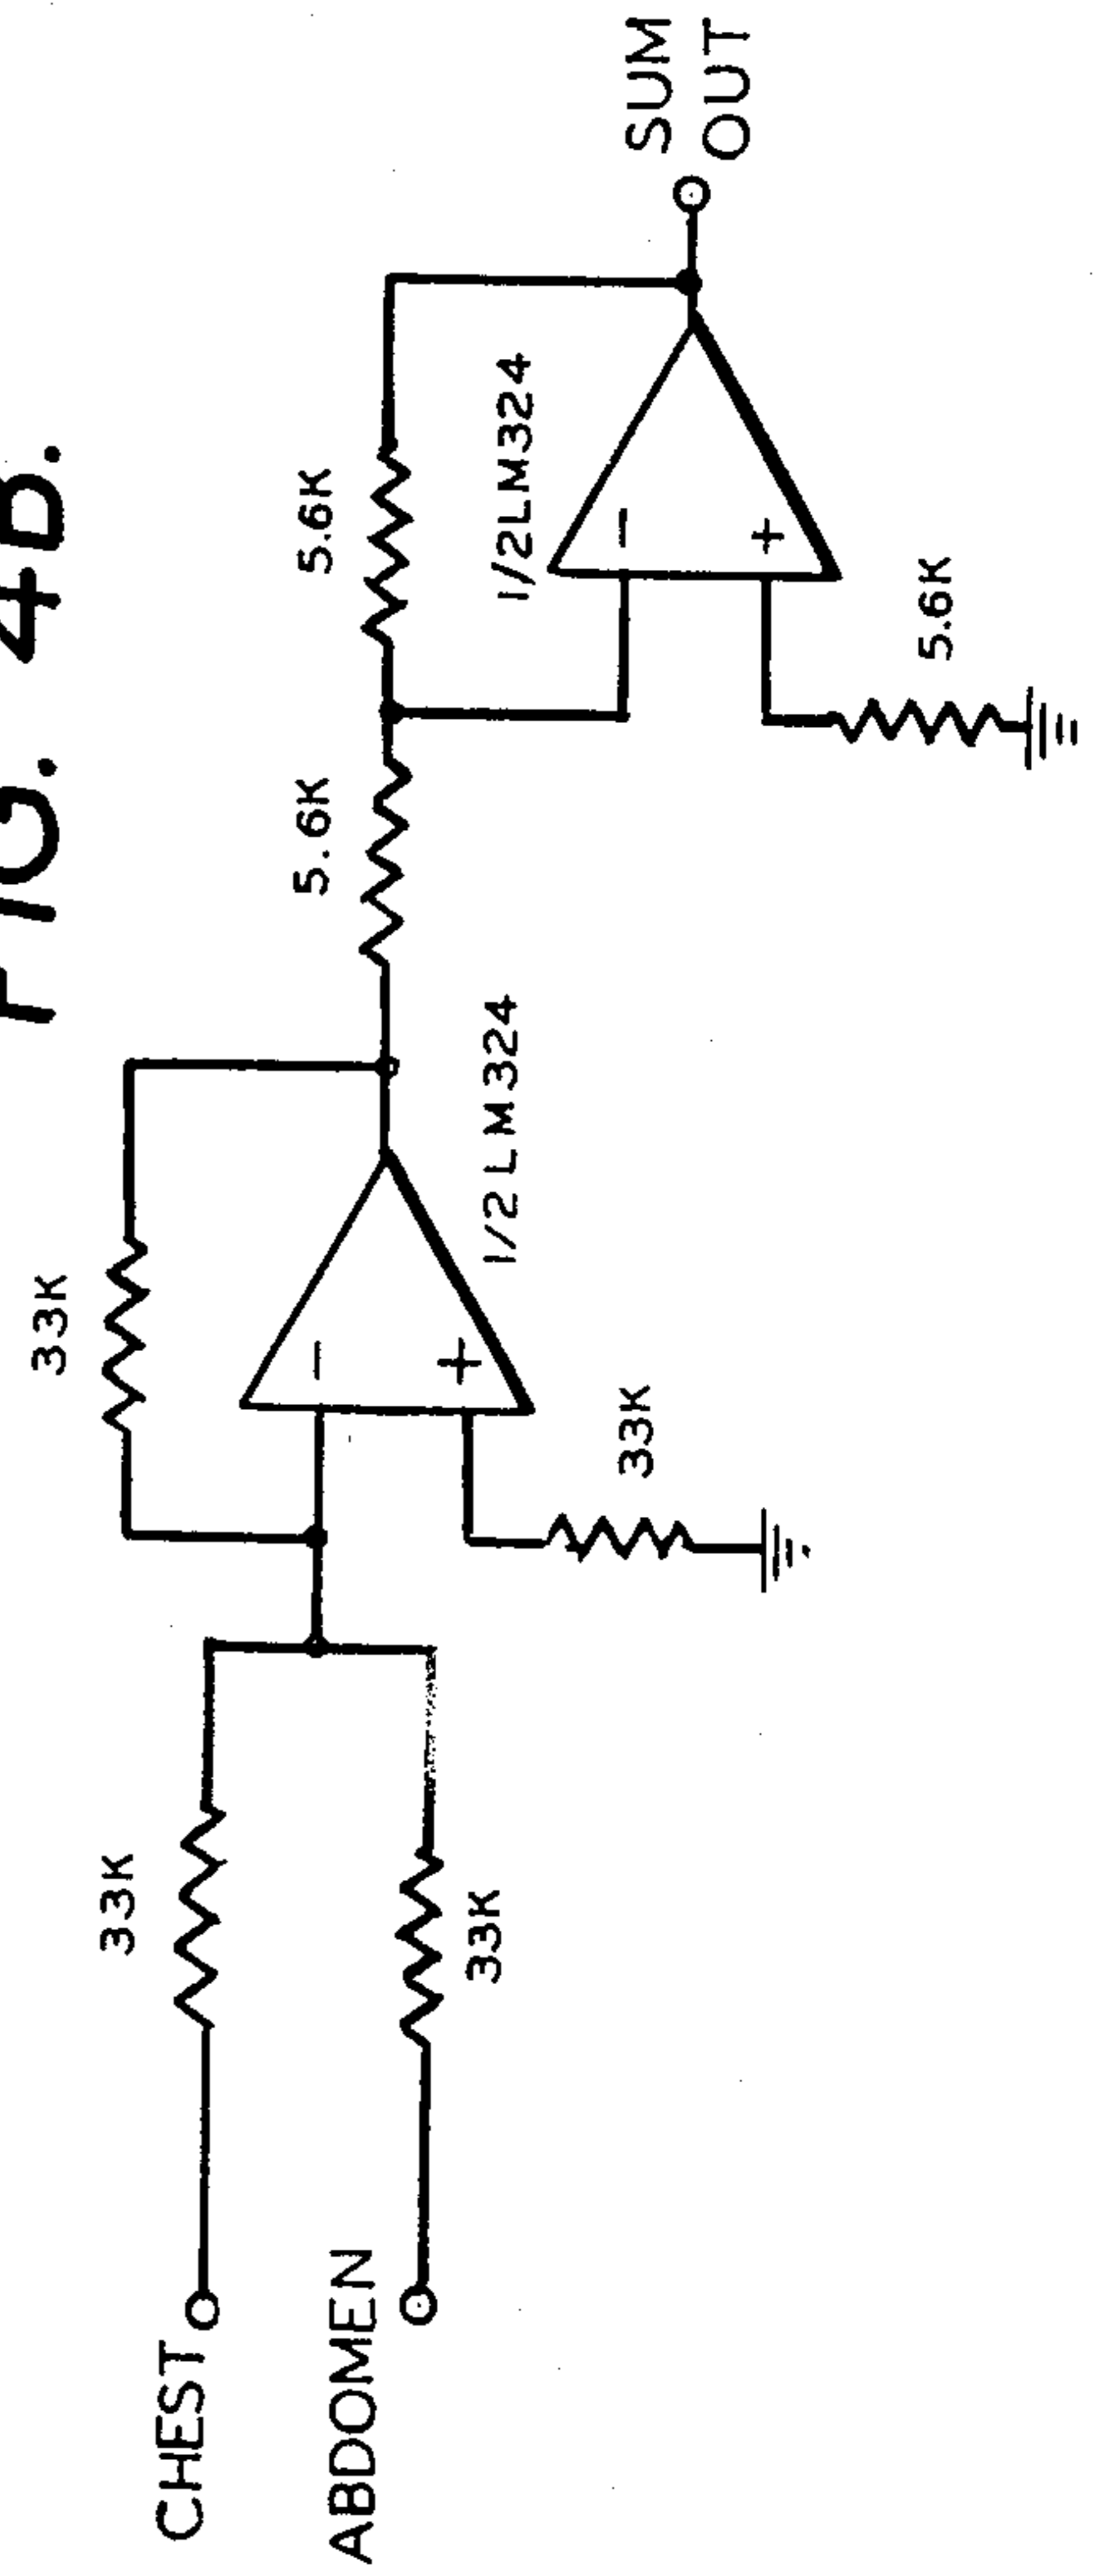 FIG. 4B.
CHEST
33K
ABDOMEN
33K
33K
-
+
1/2 LM324
33K
5.6K
5.6K
-
+
1/2LM324
5.6K
SUM
OUT